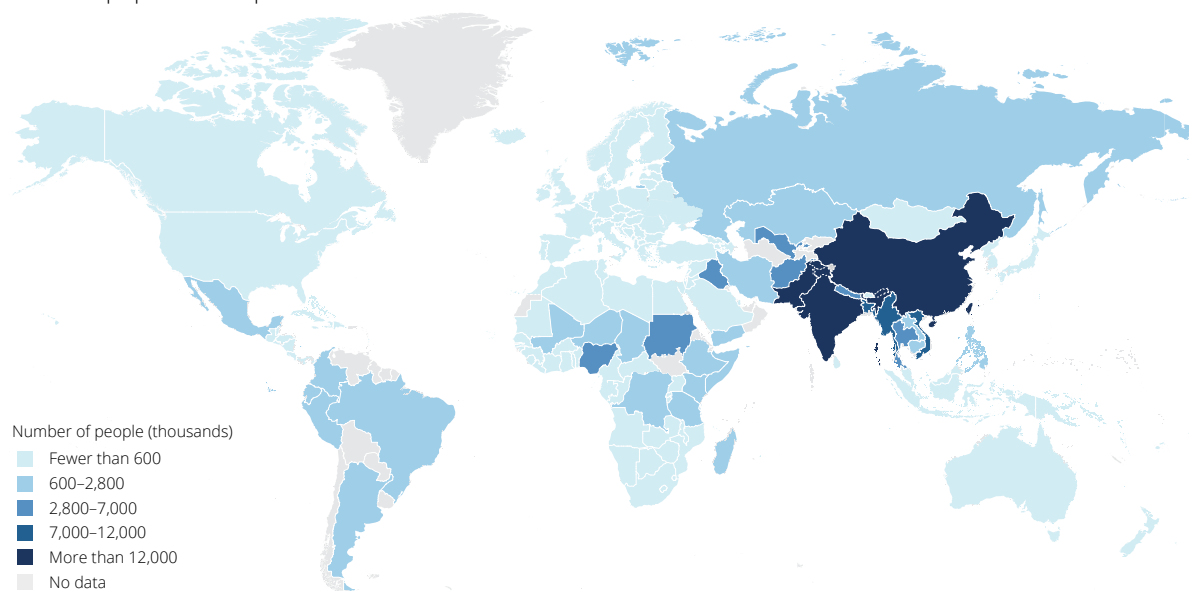 Number of people (thousands)
Fewer than 600
600–2,800
2,800–7,000
7,000–12,000
More than 12,000
No data